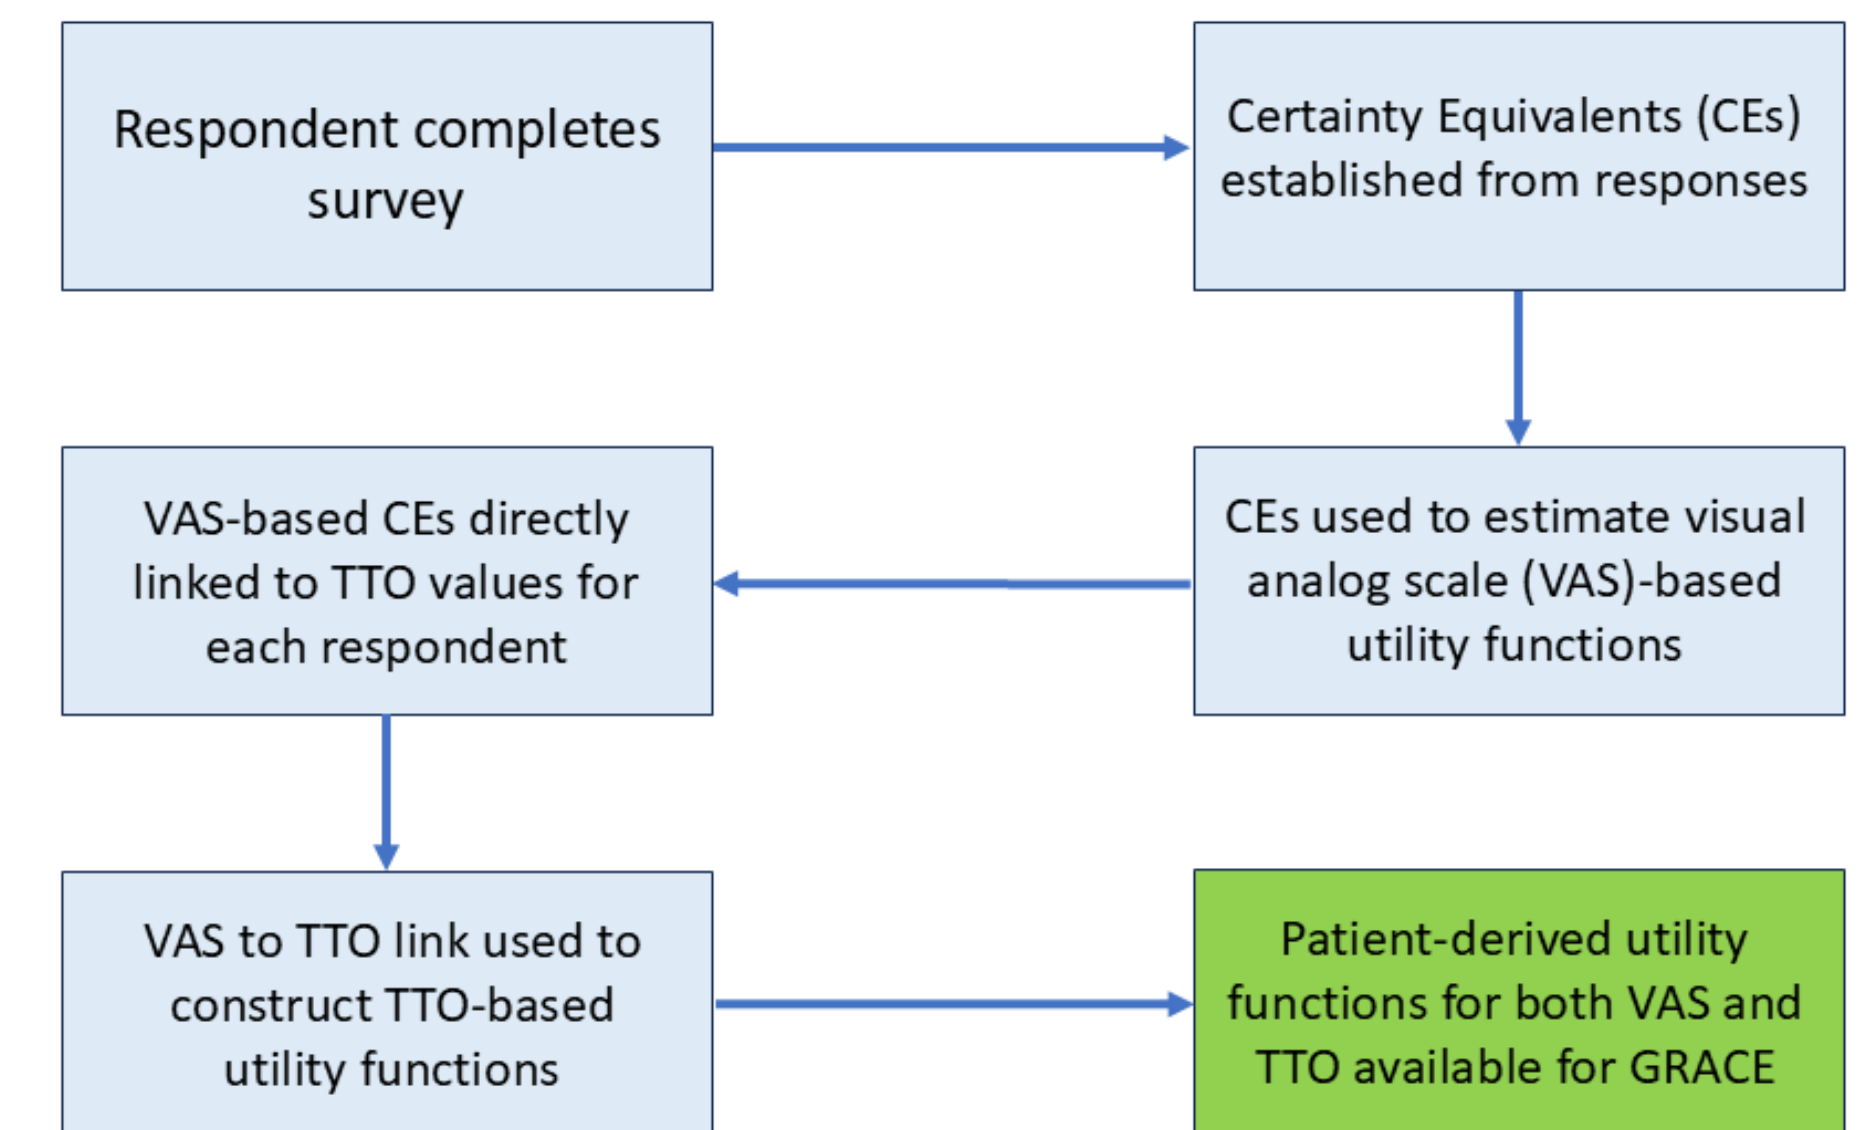 Respondent completes
survey
Certainty Equivalents (CEs)
established from responses
CEs used to estimate visual
analog scale (VAS)-based
utility functions
VAS-based CEs directly
linked to TTO values for
each respondent
VAS to TTO link used to
construct TTO-based
utility functions
Patient-derived utility
functions for both VAS and
TTO available for GRACE